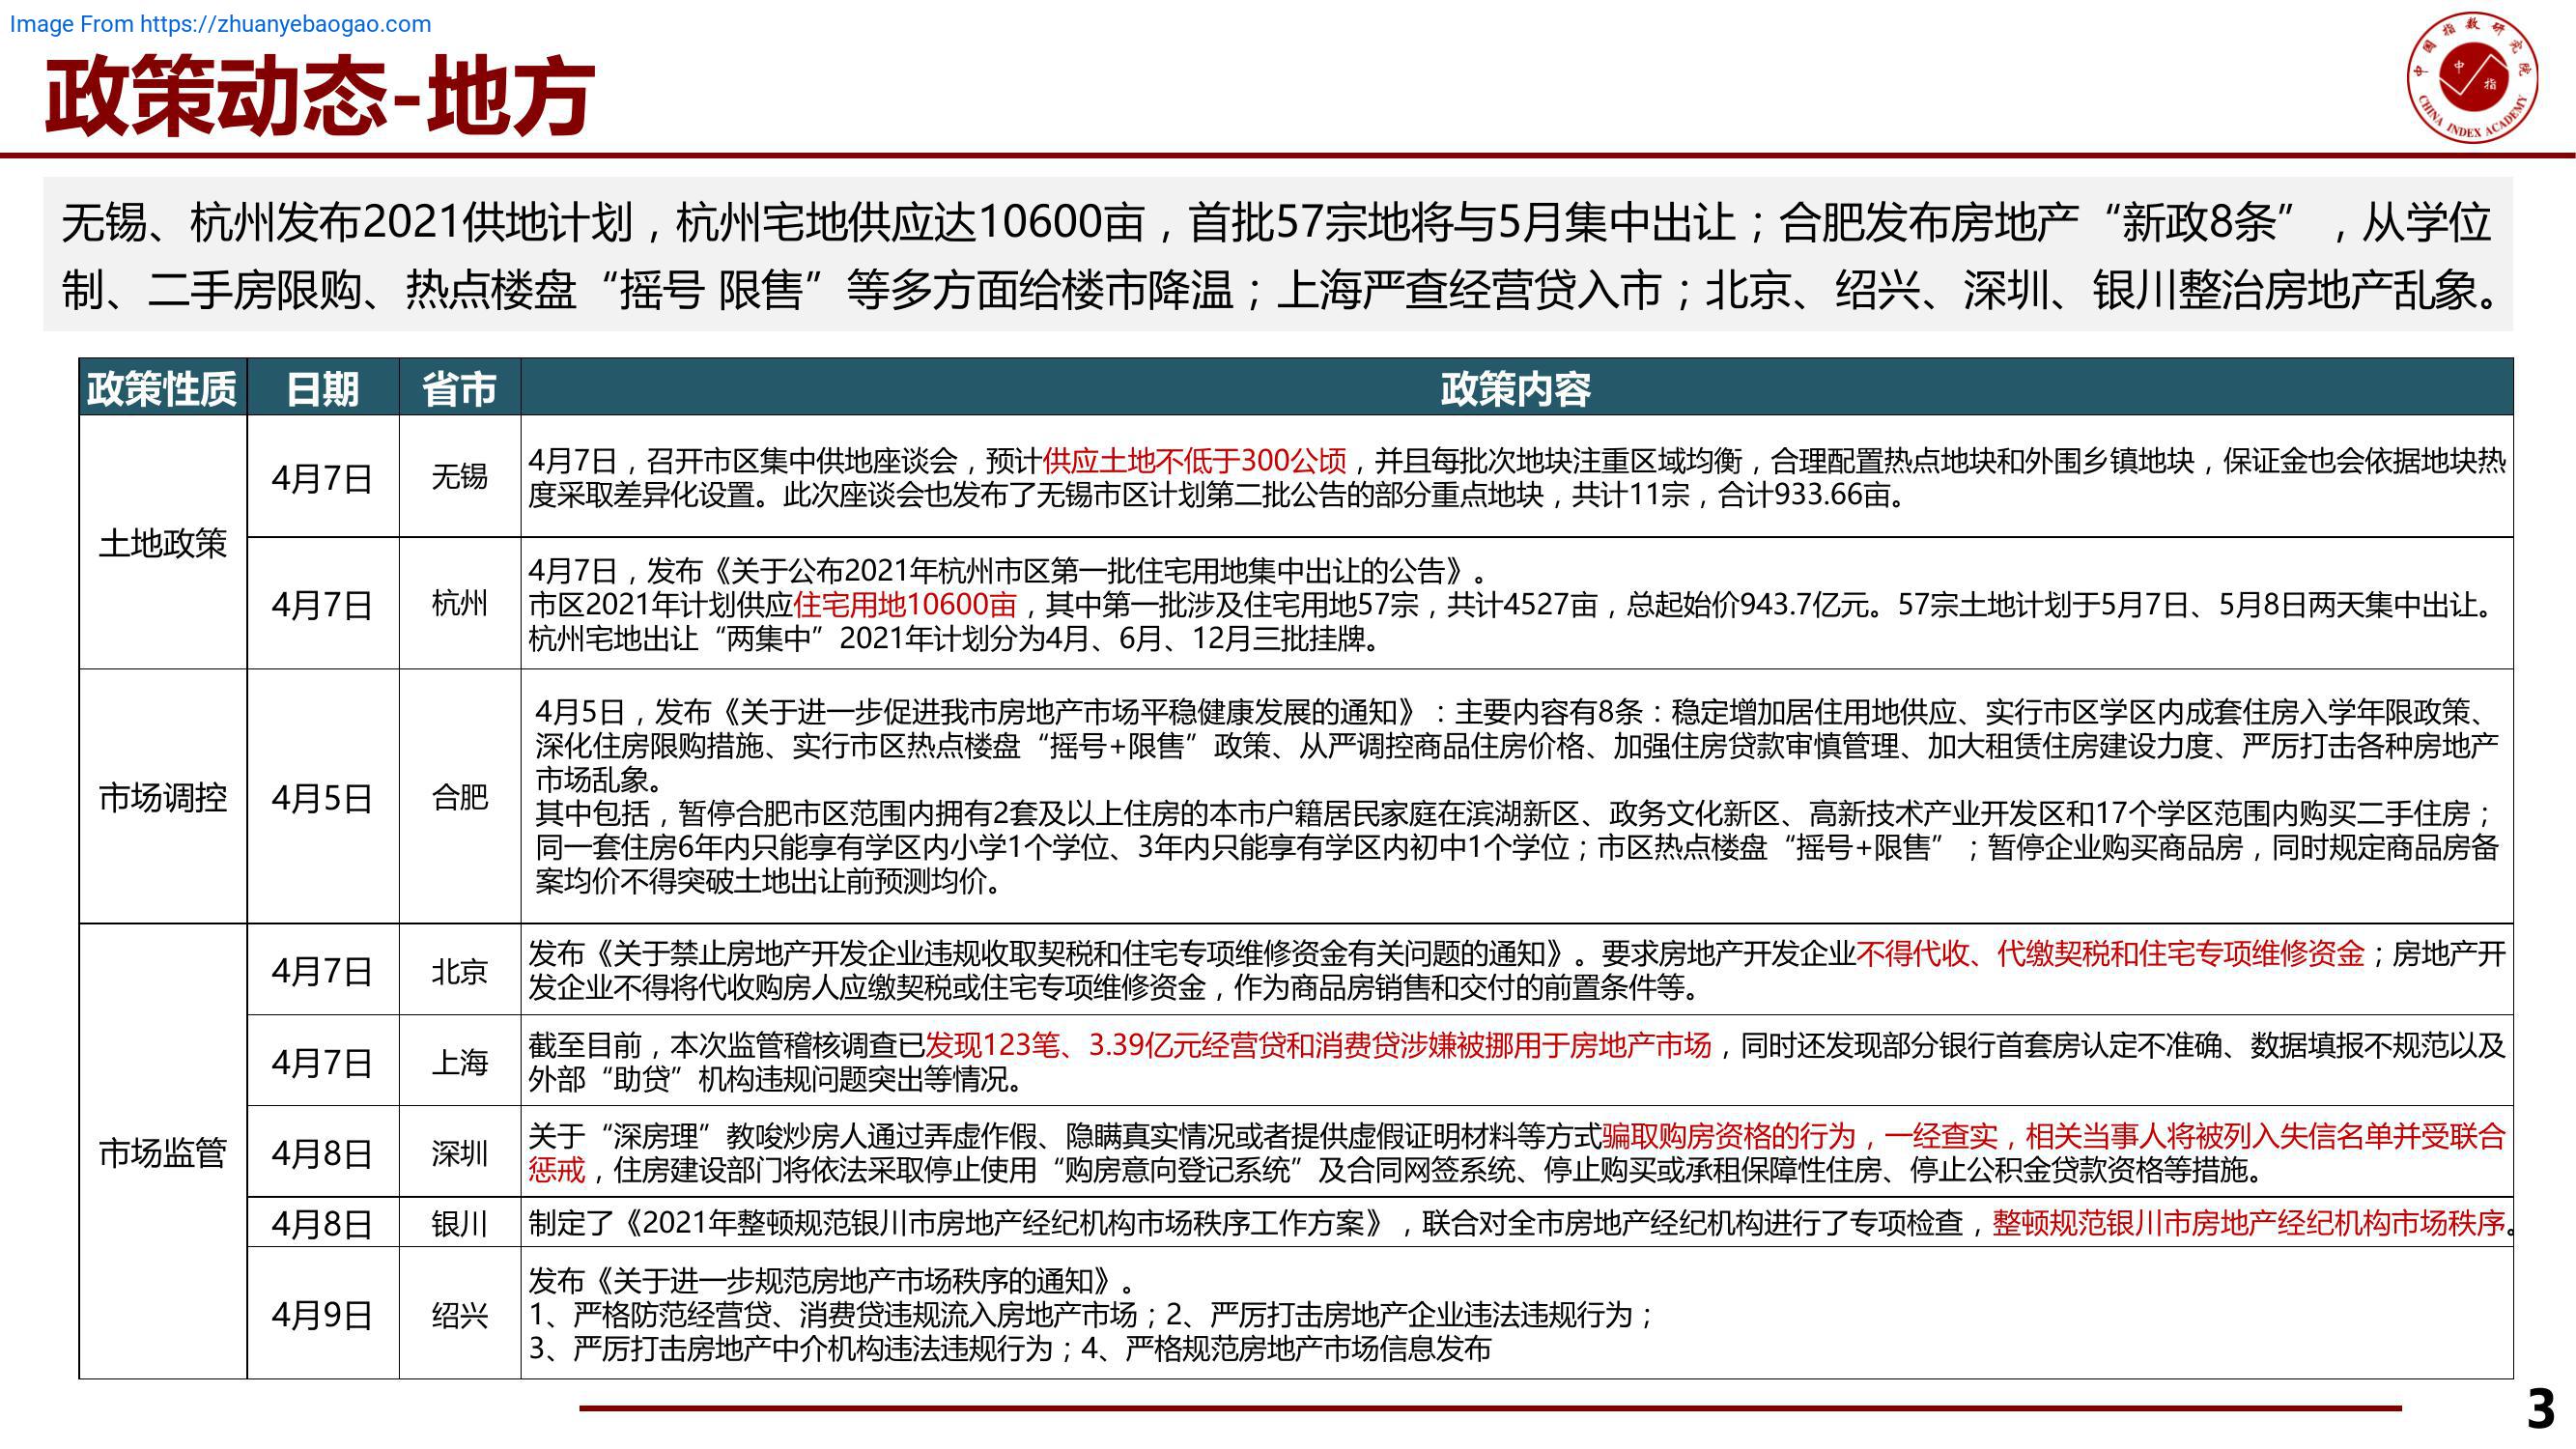 Image From https://zhuanyebaogao.com
政策动态-地方
中国指数研究院
中指
CHINA INDEX ACADEMY
无锡、杭州发布2021供地计划，杭州宅地供应达10600亩，首批57宗地将与5月集中出让；合肥发布房地产“新政8条”，从学位
制、二手房限购、热点楼盘“摇号 限售”等多方面给楼市降温；上海严查经营贷入市；北京、绍兴、深圳、银川整治房地产乱象。
政策性质 日期 省市 政策内容
土地政策
4月7日 无锡
4月7日，召开市区集中供地座谈会，预计供应土地不低于300公顷，并且每批次地块注重区域均衡，合理配置热点地块和外围乡镇地块，保证金也会依据地块热
度采取差异化设置。此次座谈会也发布了无锡市区计划第二批公告的部分重点地块，共计11宗，合计933.66亩。
4月7日 杭州
4月7日，发布《关于公布2021年杭州市区第一批住宅用地集中出让的公告》。
市区2021年计划供应住宅用地10600亩，其中第一批涉及住宅用地57宗，共计4527亩，总起始价943.7亿元。57宗土地计划于5月7日、5月8日两天集中出让。
杭州宅地出让“两集中”2021年计划分为4月、6月、12月三批挂牌。
市场调控 4月5日 合肥
4月5日，发布《关于进一步促进我市房地产市场平稳健康发展的通知》：主要内容有8条：稳定增加居住用地供应、实行市区学区内成套住房入学年限政策、
深化住房限购措施、实行市区热点楼盘“摇号+限售”政策、从严调控商品住房价格、加强住房贷款审慎管理、加大租赁住房建设力度、严厉打击各种房地产
市场乱象。
其中包括，暂停合肥市区范围内拥有2套及以上住房的本市户籍居民家庭在滨湖新区、政务文化新区、高新技术产业开发区和17个学区范围内购买二手住房；
同一套住房6年内只能享有学区内小学1个学位、3年内只能享有学区内初中1个学位；市区热点楼盘“摇号+限售”；暂停企业购买商品房，同时规定商品房备
案均价不得突破土地出让前预测均价。
市场监管
4月7日 北京
发布《关于禁止房地产开发企业违规收取契税和住宅专项维修资金有关问题的通知》。要求房地产开发企业不得代收、代缴契税和住宅专项维修资金；房地产开
发企业不得将代收购房人应缴契税或住宅专项维修资金，作为商品房销售和交付的前置条件等。
4月7日 上海
截至目前，本次监管稽核调查已发现123笔、3.39亿元经营贷和消费贷涉嫌被挪用于房地产市场，同时还发现部分银行首套房认定不准确、数据填报不规范以及
外部“助贷”机构违规问题突出等情况。
4月8日 深圳
关于“深房理”教唆炒房人通过弄虚作假、隐瞒真实情况或者提供虚假证明材料等方式骗取购房资格的行为，一经查实，相关当事人将被列入失信名单并受联合
惩戒，住房建设部门将依法采取停止使用“购房意向登记系统”及合同网签系统、停止购买或承租保障性住房、停止公积金贷款资格等措施。
4月8日 银川 制定了《2021年整顿规范银川市房地产经纪机构市场秩序工作方案》，联合对全市房地产经纪机构进行了专项检查，整顿规范银川市房地产经纪机构市场秩序。
4月9日 绍兴
发布《关于进一步规范房地产市场秩序的通知》。
1、严格防范经营贷、消费贷违规流入房地产市场；2、严厉打击房地产企业违法违规行为；
3、严厉打击房地产中介机构违法违规行为；4、严格规范房地产市场信息发布
3